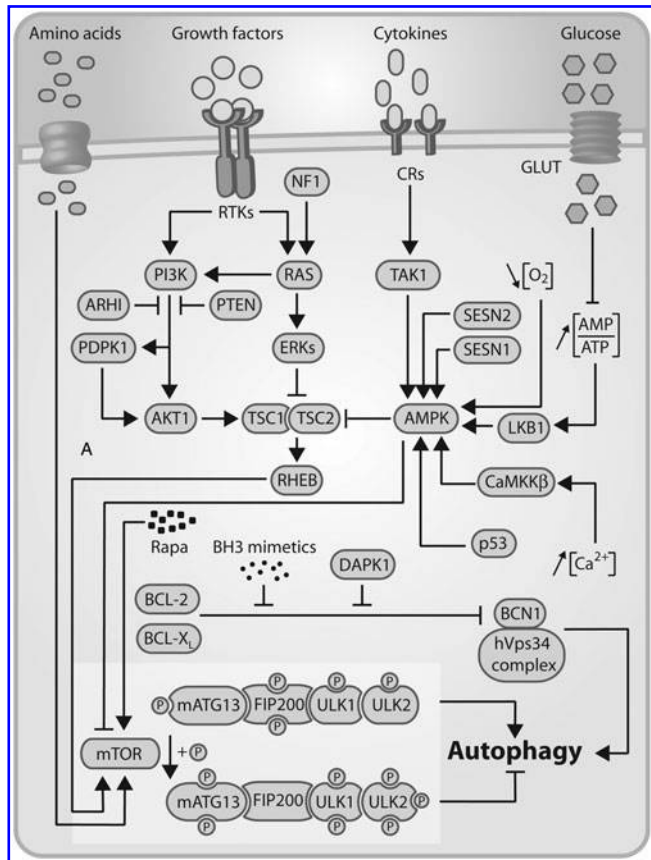 Amino acids Growth factors Cytokines Glucose
GLUT
NF1
CRs
RTKs
PI3K RAS TAK1 [O2]
ARHI PTEN SESN2 [AMP/ATP]
PDPK1 ERKs SESN1
AKT1 TSC1 TSC2 AMPK LKB1
A
RHEB CaMKKβ
Rapa BH3 mimetics p53
DAPK1 [Ca2+]
BCL-2 BCN1
BCL-XL hVps34
complex
P P P
P mATG13 FIP200 ULK1 ULK2
P
mTOR +P Autophagy
P P P
mATG13 FIP200 ULK1 ULK2 P
P P P